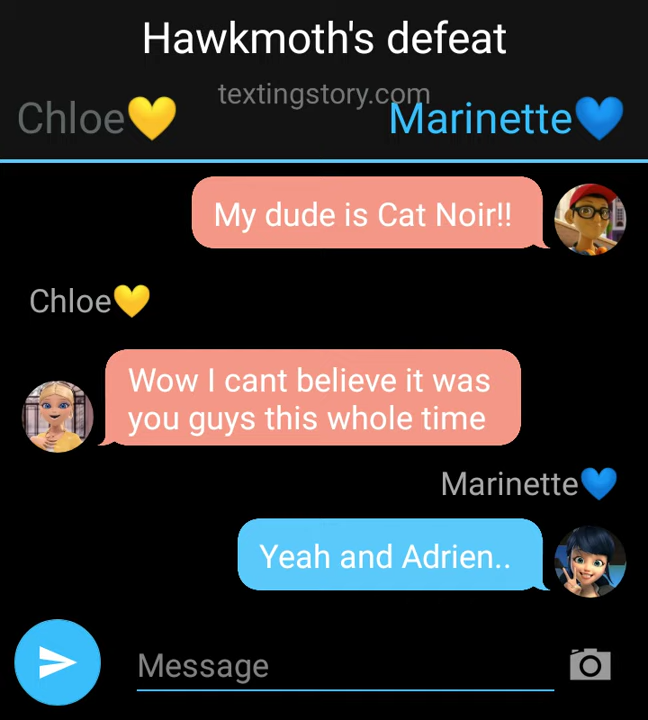 Hawkmoth's defeat
textingstory.com
Chloe💛
Marinette💙
My dude is Cat Noir!!
Chloe💛
Wow I cant believe it was
you guys this whole time
Marinette💙
Yeah and Adrien..
Message